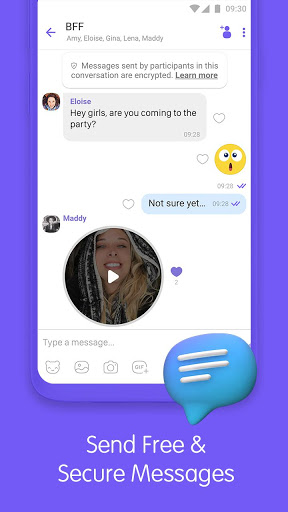 09:30
BFF
Amy, Eloise, Gina, Lena, Maddy
Messages sent by participants in this
conversation are encrypted. Learn more
Eloise
Hey girls, are you coming to the
party?
09:28
09:28
Not sure yet... 09:28
Maddy
2
Type a message...
GIF
Send Free &
Secure Messages